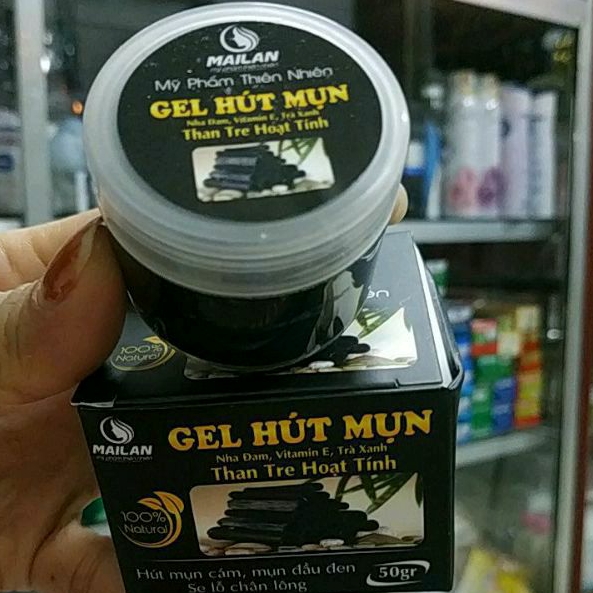 MAILAN
Mỹ Phẩm Thiên Nhiên
GEL HÚT MỤN
Nha Đam, Vitamin E, Trà Xanh
Than Tre Hoạt Tính
100%
Natural
MAILAN
GEL HÚT MỤN
Nha Đam, Vitamin E, Trà Xanh
Than Tre Hoạt Tính
100%
Natural
Hút mụn cám, mụn đầu đen
Se lỗ chân lông
50gr